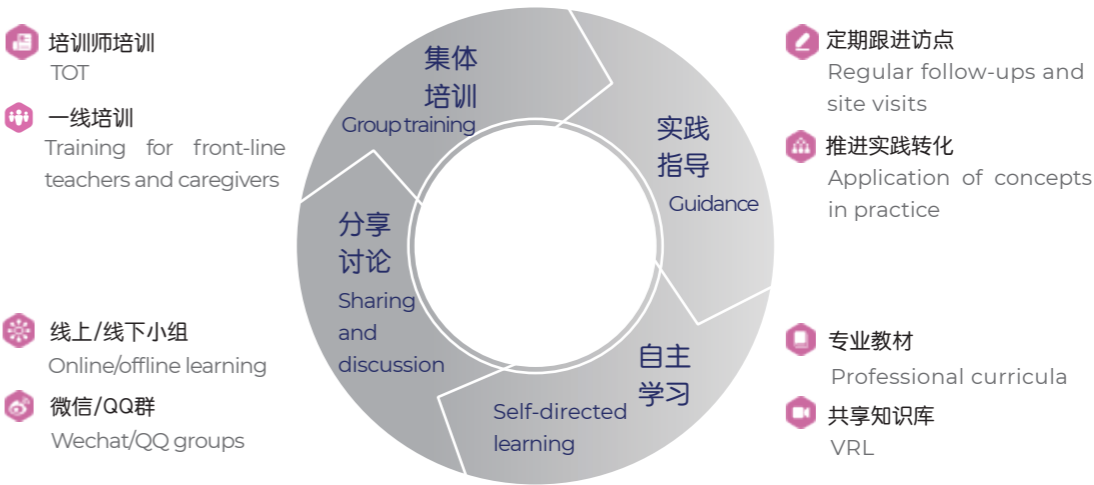 培训师培训
TOT
一线培训
Training for front-line
teachers and caregivers
集体
培训
Group training
实践
指导
Guidance
定期跟进访点
Regular follow-ups and
site visits
推进实践转化
Application of concepts
in practice
分享
讨论
Sharing
and
discussion
线上/线下小组
Online/offline learning
微信/QQ群
Wechat/QQ groups
自主
学习
Self-directed
learning
专业教材
Professional curricula
共享知识库
VRL